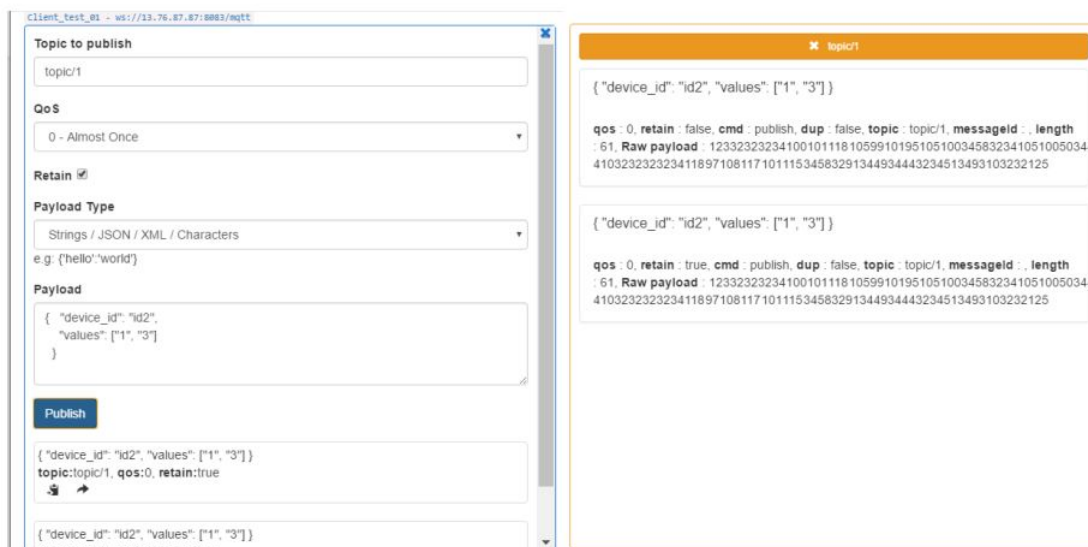 Client_test_01 - ws://13.76.87.87:8083/mqtt
Topic to publish
topic/1
QoS
0 - Almost Once
Retain
Payload Type
Strings / JSON / XML / Characters
e.g: {'hello':'world'}
Payload
{ "device_id": "id2",
"values": ["1", "3"]
}
Publish
{ "device_id": "id2", "values": ["1", "3"] }
topic:topic/1, qos:0, retain:true
{ "device_id": "id2", "values": ["1", "3"] }
topic/1
{ "device_id": "id2", "values": ["1", "3"] }
qos : 0, retain : false, cmd : publish, dup : false, topic : topic/1, messageId : , length
: 61, Raw payload : 1233232323410010111810599101951051003458323410510050034
41032323232341189710811710111534583291344934443234513493103232125
{ "device_id": "id2", "values": ["1", "3"] }
qos : 0, retain : true, cmd : publish, dup : false, topic : topic/1, messageId : , length
: 61, Raw payload : 1233232323410010111810599101951051003458323410510050034
41032323232341189710811710111534583291344934443234513493103232125